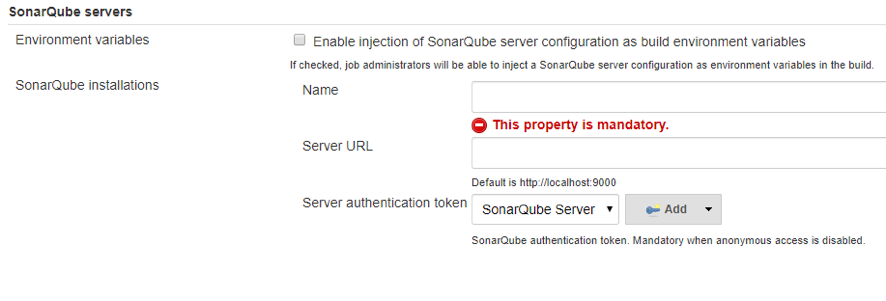 SonarQube servers
Environment variables
Enable injection of SonarQube server configuration as build environment variables
If checked, job administrators will be able to inject a SonarQube server configuration as environment variables in the build.
SonarQube installations
Name
This property is mandatory.
Server URL
Default is http://localhost:9000
Server authentication token
SonarQube Server
Add
SonarQube authentication token. Mandatory when anonymous access is disabled.